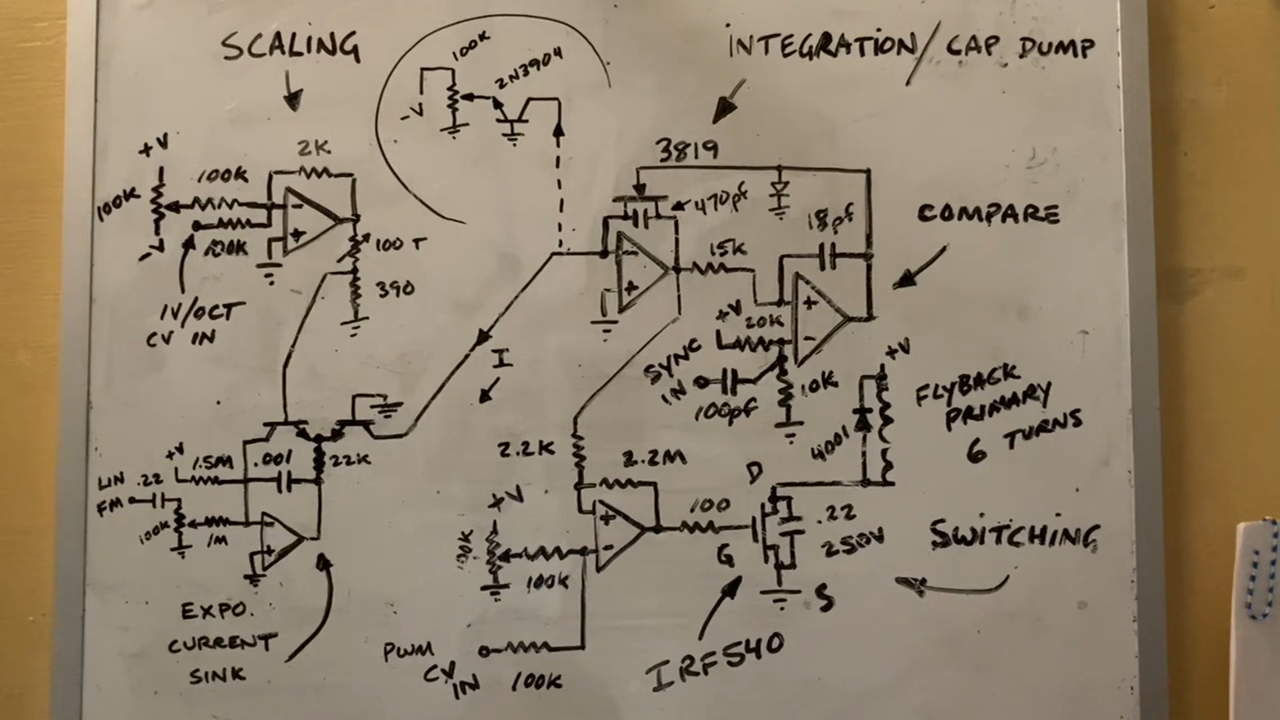 SCALING
INTEGRATION/CAP DUMP
100K
2N3904
-V
+V
2K
100K
100K
100K
-V
100 T
390
1V/OCT
CV IN
3819
470pf
18pf
COMPARE
15K
+V
20K
SYNC
IN
100pf
10K
I
+V
FLYBACK
PRIMARY
6 TURNS
4001
+V
1.5M
.001
22K
LIN
FM
.22
100K
1M
2.2K
2.2M
+V
100K
100K
100
D
G
S
.22
250V
SWITCHING
IRF540
EXPO.
CURRENT
SINK
PWM
CV
IN
100K